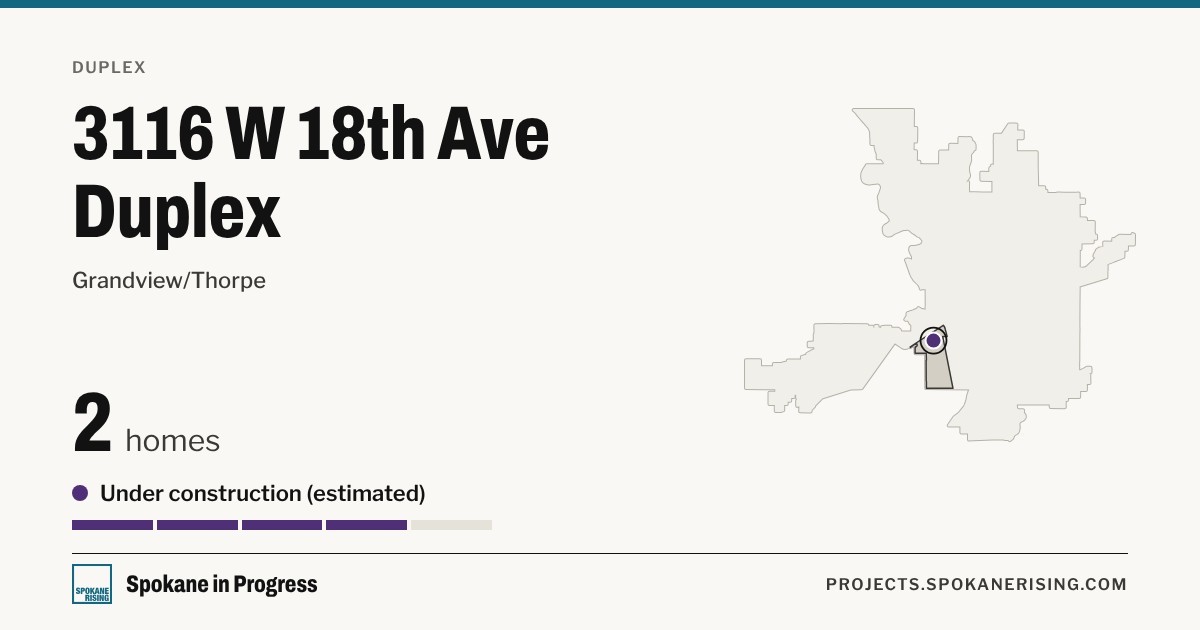 DUPLEX
3116 W 18th Ave
Duplex
Grandview/Thorpe
2 homes
Under construction (estimated)
SPOKANE
RISING
Spokane in Progress
PROJECTS.SPOKANERISING.COM